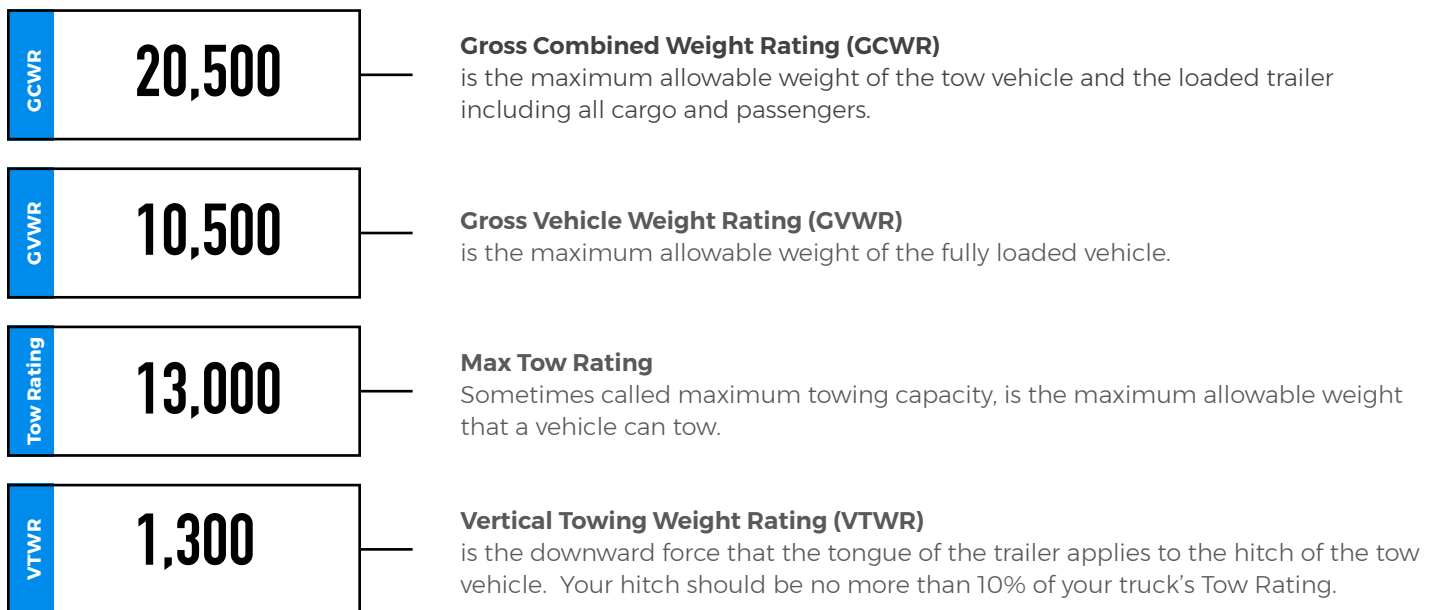 GCWR
20,500
Gross Combined Weight Rating (GCWR)
is the maximum allowable weight of the tow vehicle and the loaded trailer
including all cargo and passengers.
GVWR
10,500
Gross Vehicle Weight Rating (GVWR)
is the maximum allowable weight of the fully loaded vehicle.
Tow Rating
13,000
Max Tow Rating
Sometimes called maximum towing capacity, is the maximum allowable weight
that a vehicle can tow.
VTWR
1,300
Vertical Towing Weight Rating (VTWR)
is the downward force that the tongue of the trailer applies to the hitch of the tow
vehicle.  Your hitch should be no more than 10% of your truck’s Tow Rating.